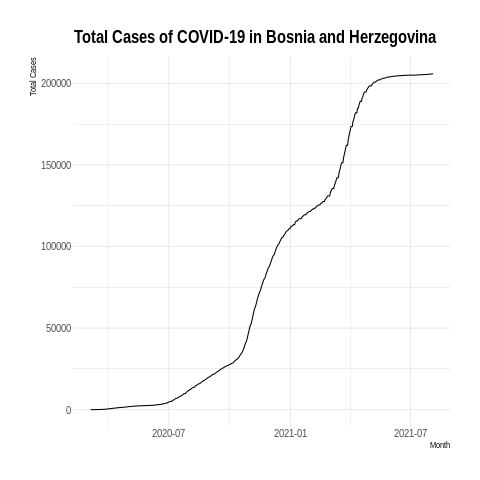 Total Cases of COVID-19 in Bosnia and Herzegovina
Total Cases
200000
150000
100000
50000
0
2020-07 2021-01 2021-07
Month